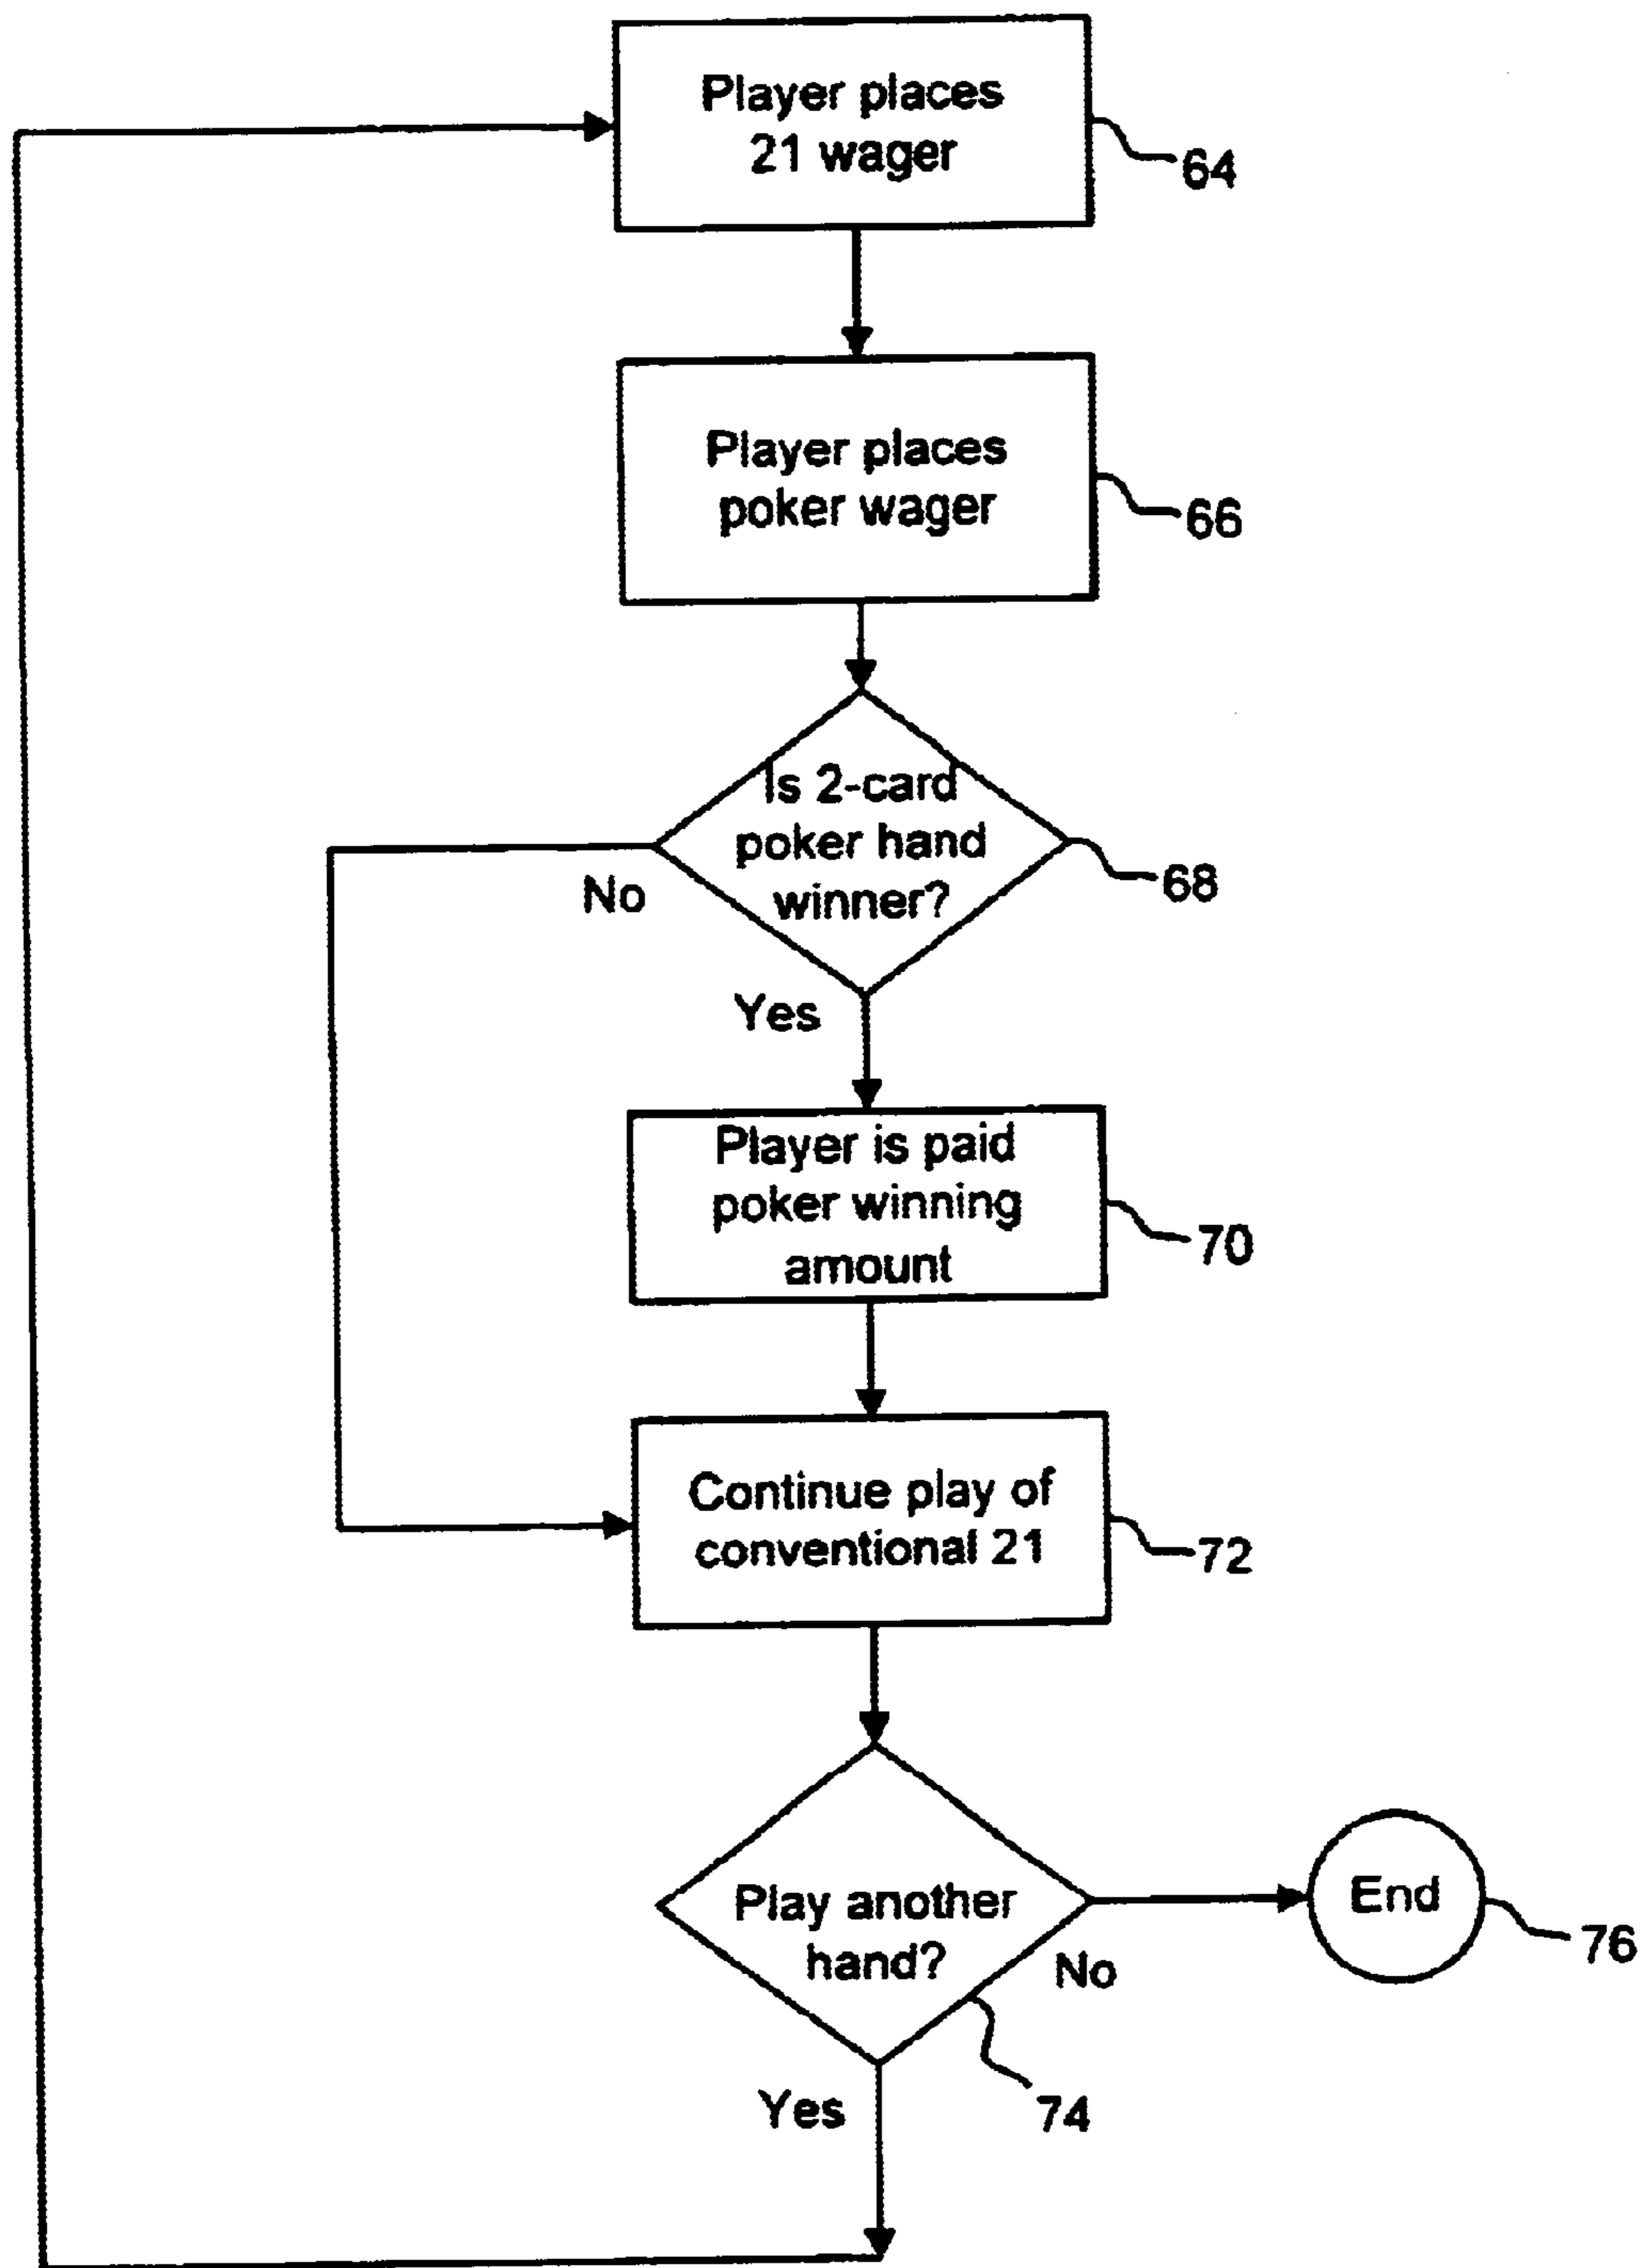 Player places
21 wager
64
Player places
poker wager
66
Is 2-card
poker hand
winner?
68
No
Yes
Player is paid
poker winning
amount
70
Continue play of
conventional 21
72
Play another
hand?
No
End
76
74
Yes